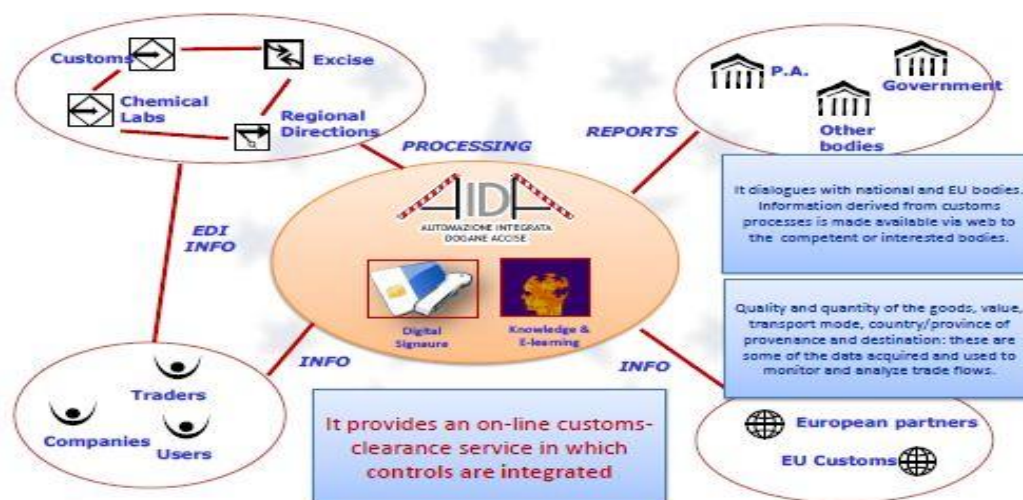 Customs
Excise
Chemical
Labs
Regional
Directions
P.A.
Government
Other
bodies
PROCESSING
REPORTS
AIDA
AUTOMAZIONE INTEGRATA
DOGANE ACCISE
It dialogues with national and EU bodies.
Information derived from customs
processes is made available via web to
the competent or interested bodies.
EDI
INFO
Digital
Signaure
Knowledge &
E-learning
Quality and quantity of the goods, value,
transport mode, country/province of
provenance and destination: these are
some of the data acquired and used to
monitor and analyze trade flows.
INFO
INFO
Traders
Companies
Users
It provides an on-line customs-
clearance service in which
controls are integrated
European partners
EU Customs